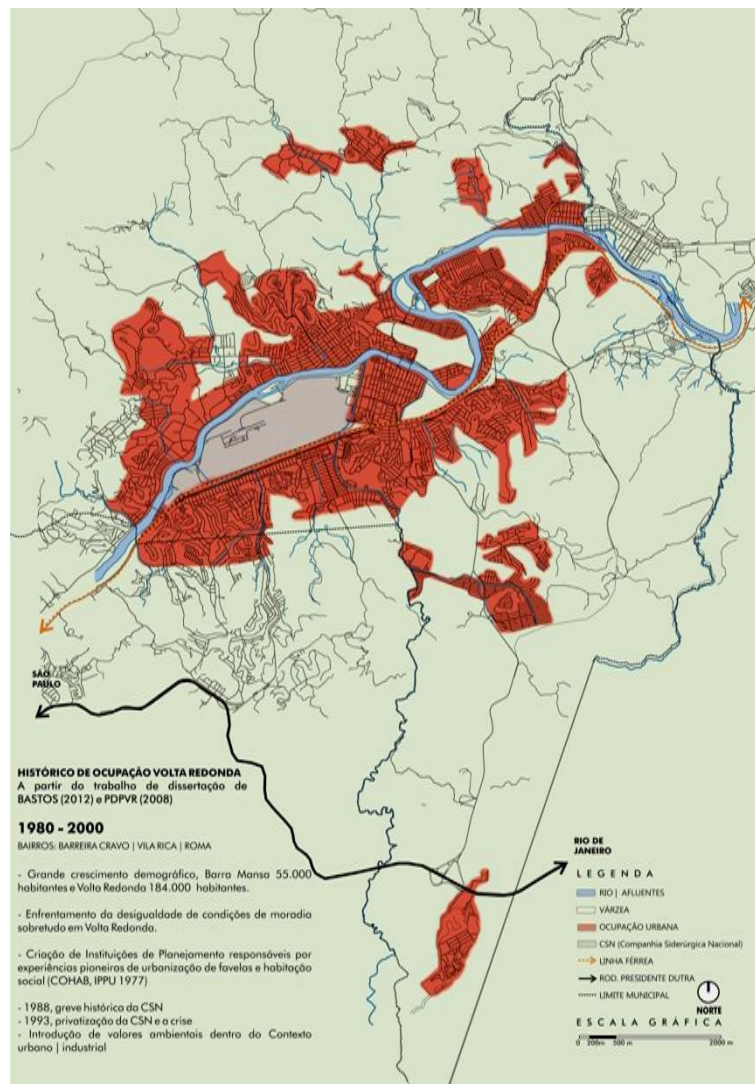 SÃO
PAULO
HISTÓRICO DE OCUPAÇÃO VOLTA REDONDA
A partir do trabalho de dissertação de
BASTOS (2012) e PDPVR (2008)
1980 - 2000
BAIRROS: BARREIRA CRAVO | VILA RICA | ROMA
- Grande crescimento demográfico, Barra Mansa 55.000
habitantes e Volta Redonda 184.000 habitantes.
- Enfrentamento da desigualdade de condições de moradia
sobretudo em Volta Redonda.
- Criação de Instituições de Planejamento responsáveis por
experiências pioneiras de urbanização de favelas e habitação
social (COHAB, IPPU 1977)
- 1988, greve histórica da CSN
- 1993, privatização da CSN e a crise
- Introdução de valores ambientais dentro do Contexto
urbano | industrial
RIO DE
JANEIRO
LEGENDA
RIO | AFLUENTES
VÁRZEA
OCUPAÇÃO URBANA
CSN (Companhia Siderúrgica Nacional)
LINHA FÉRREA
ROD. PRESIDENTE DUTRA
LIMITE MUNICIPAL
NORTE
ESCALA GRÁFICA
0 200m 500 m 2000 m